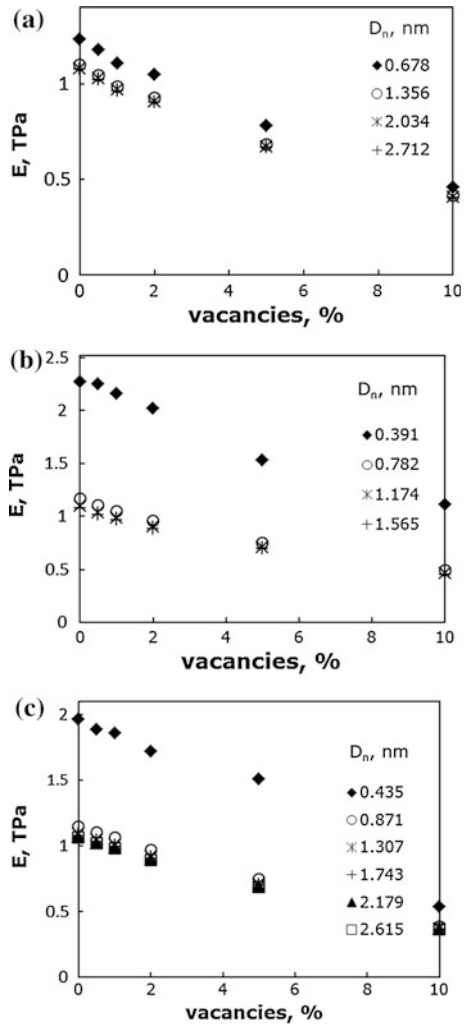 (a)
D_n, nm
◆0.678
○1.356
✳2.034
+2.712
1
0.5
0
E, TPa
0 2 4 6 8 10
vacancies, %
(b)
2.5
2
1.5
1
0.5
0
E, TPa
D_n, nm
◆0.391
○0.782
✳1.174
+1.565
0 2 4 6 8 10
vacancies, %
(c)
2
1.5
1
0.5
0
E, TPa
D_n, nm
◆0.435
○0.871
✳1.307
+1.743
▲2.179
□2.615
0 2 4 6 8 10
vacancies, %